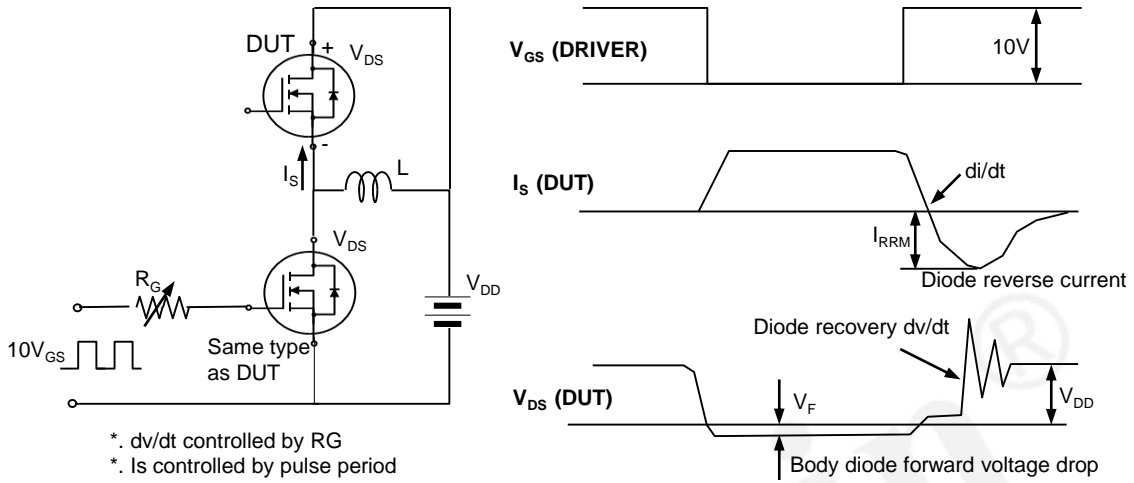 DUT
+
V_DS
-
I_S
L
V_DS
R_G
V_DD
10V_GS
Same type
as DUT
*. dv/dt controlled by RG
*. Is controlled by pulse period
V_GS (DRIVER)
10V
I_S (DUT)
di/dt
I_RRM
Diode reverse current
Diode recovery dv/dt
V_DS (DUT)
V_F
V_DD
Body diode forward voltage drop
®